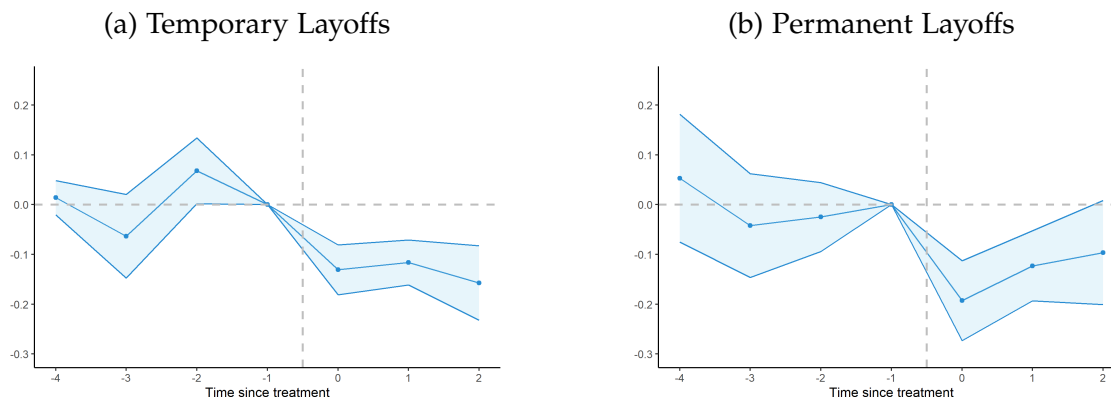 (a) Temporary Layoffs
0.2
0.1
0.0
-0.1
-0.2
-0.3
-4 -3 -2 -1 0 1 2
Time since treatment
(b) Permanent Layoffs
0.2
0.1
0.0
-0.1
-0.2
-0.3
-4 -3 -2 -1 0 1 2
Time since treatment